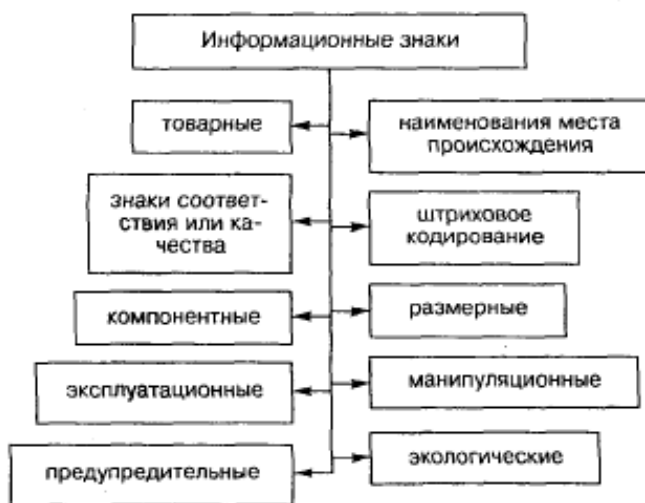 Информационные знаки
товарные
наименования места
происхождения
знаки соответ-
ствия или ка-
чества
штриховое
кодирование
компонентные
размерные
эксплуатационные
манипуляционные
предупредительные
экологические